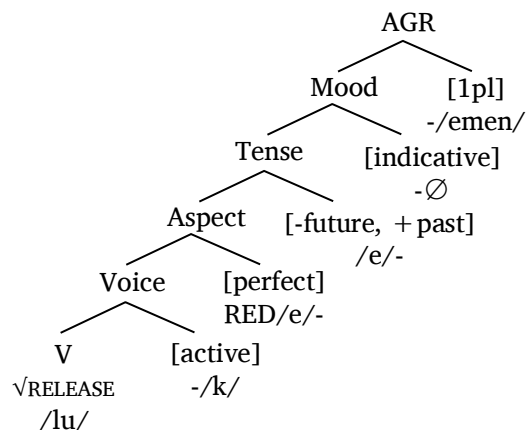 AGR
Mood [1pl]
-/emen/
Tense [indicative]
-∅
Aspect [-future, +past]
/e/-
Voice [perfect]
RED/e/-
V [active]
√RELEASE -/k/
/lu/